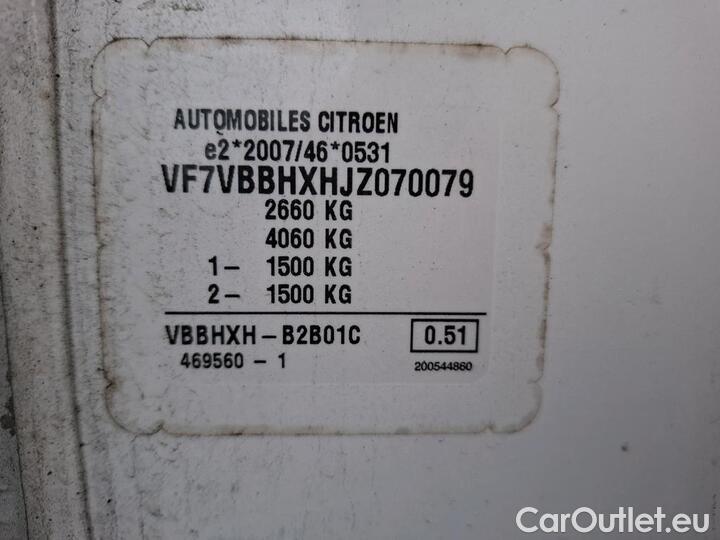 AUTOMOBILES CITROEN
e2*2007/46*0531
VF7VBBHXHJZ070079
2660 KG
4060 KG
1- 1500 KG
2- 1500 KG
VBBHXH-B2B01C 0.51
469560-1 200544860
CarOutlet.eu